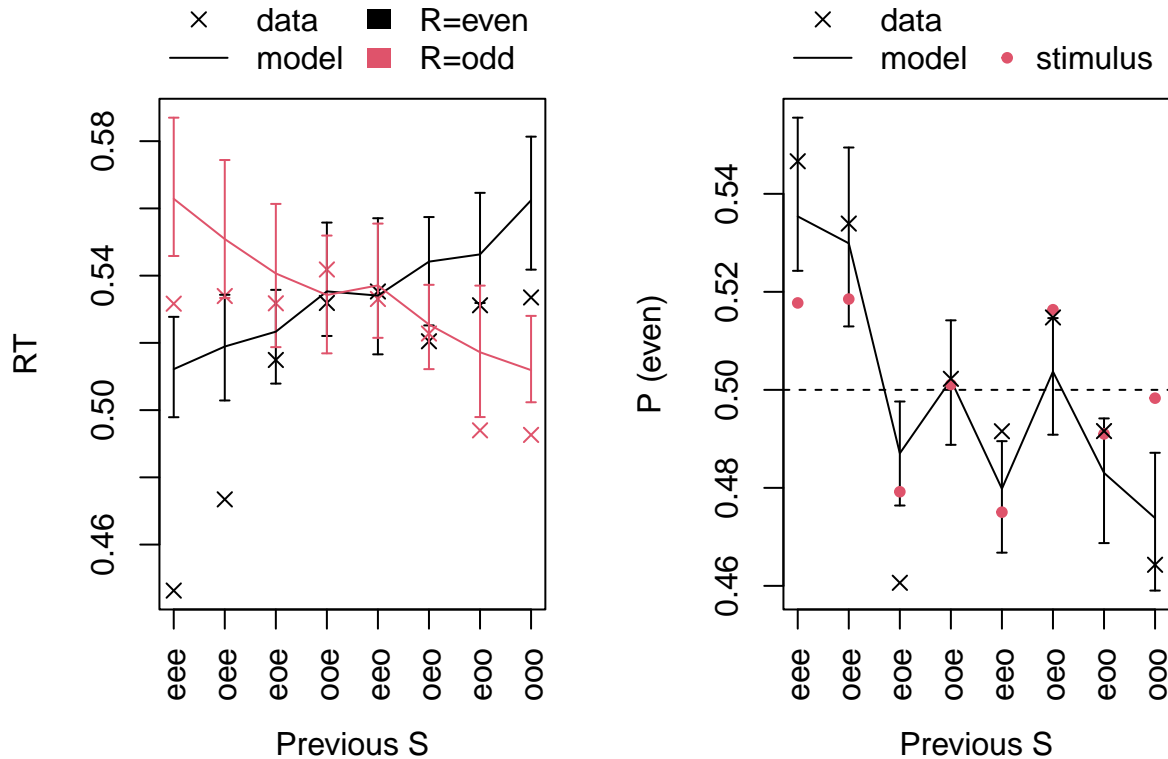 data R=even
model R=odd
0.58
0.54
0.50
0.46
RT
eee oee eoe ooe eeo oeo eoo ooo
Previous S
data
model stimulus
0.54
0.52
0.50
0.48
0.46
P (even)
eee oee eoe ooe eeo oeo eoo ooo
Previous S